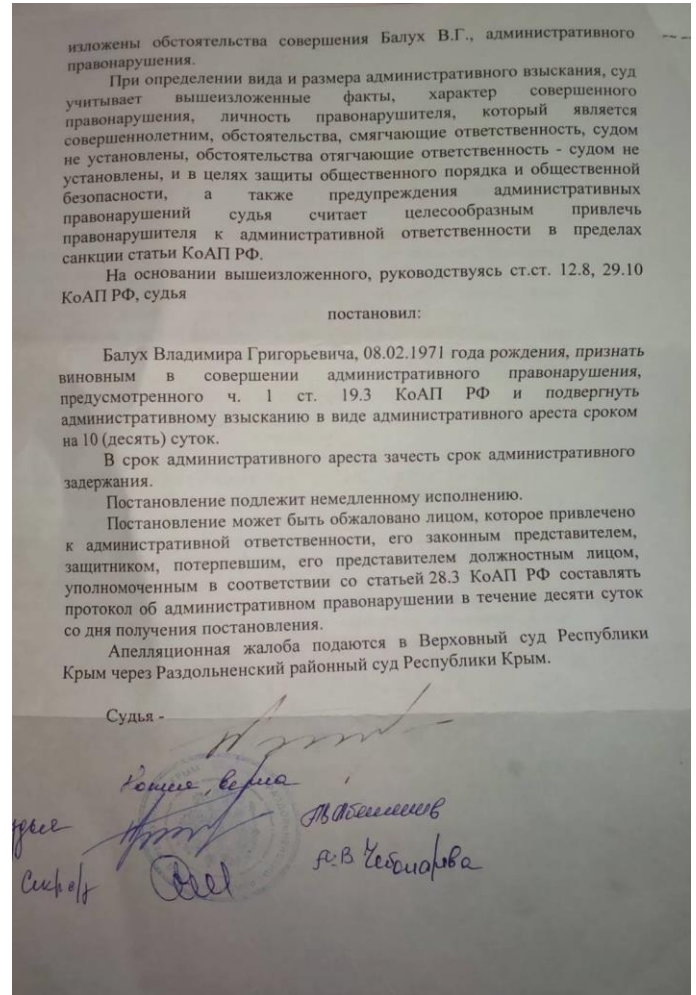 изложены обстоятельства совершения Балух В.Г., административного
правонарушения.
При определении вида и размера административного взыскания, суд
учитывает вышеизложенные факты, характер совершенного
правонарушения, личность правонарушителя, который является
совершеннолетним, обстоятельства, смягчающие ответственность, судом
не установлены, обстоятельства отягчающие ответственность - судом не
установлены, и в целях защиты общественного порядка и общественной
безопасности, а также предупреждения административных
правонарушений судья считает целесообразным привлечь
правонарушителя к административной ответственности в пределах
санкции статьи КоАП РФ.
На основании вышеизложенного, руководствуясь ст.ст. 12.8, 29.10
КоАП РФ, судья
постановил:
Балух Владимира Григорьевича, 08.02.1971 года рождения, признать
виновным в совершении административного правонарушения,
предусмотренного ч. 1 ст. 19.3 КоАП РФ и подвергнуть
административному взысканию в виде административного ареста сроком
на 10 (десять) суток.
В срок административного ареста зачесть срок административного
задержания.
Постановление подлежит немедленному исполнению.
Постановление может быть обжаловано лицом, которое привлечено
к административной ответственности, его законным представителем,
защитником, потерпевшим, его представителем должностным лицом,
уполномоченным в соответствии со статьей 28.3 КоАП РФ составлять
протокол об административном правонарушении в течение десяти суток
со дня получения постановления.
Апелляционная жалоба подаются в Верховный суд Республики
Крым через Раздольненский районный суд Республики Крым.
Судья -
Копия верна